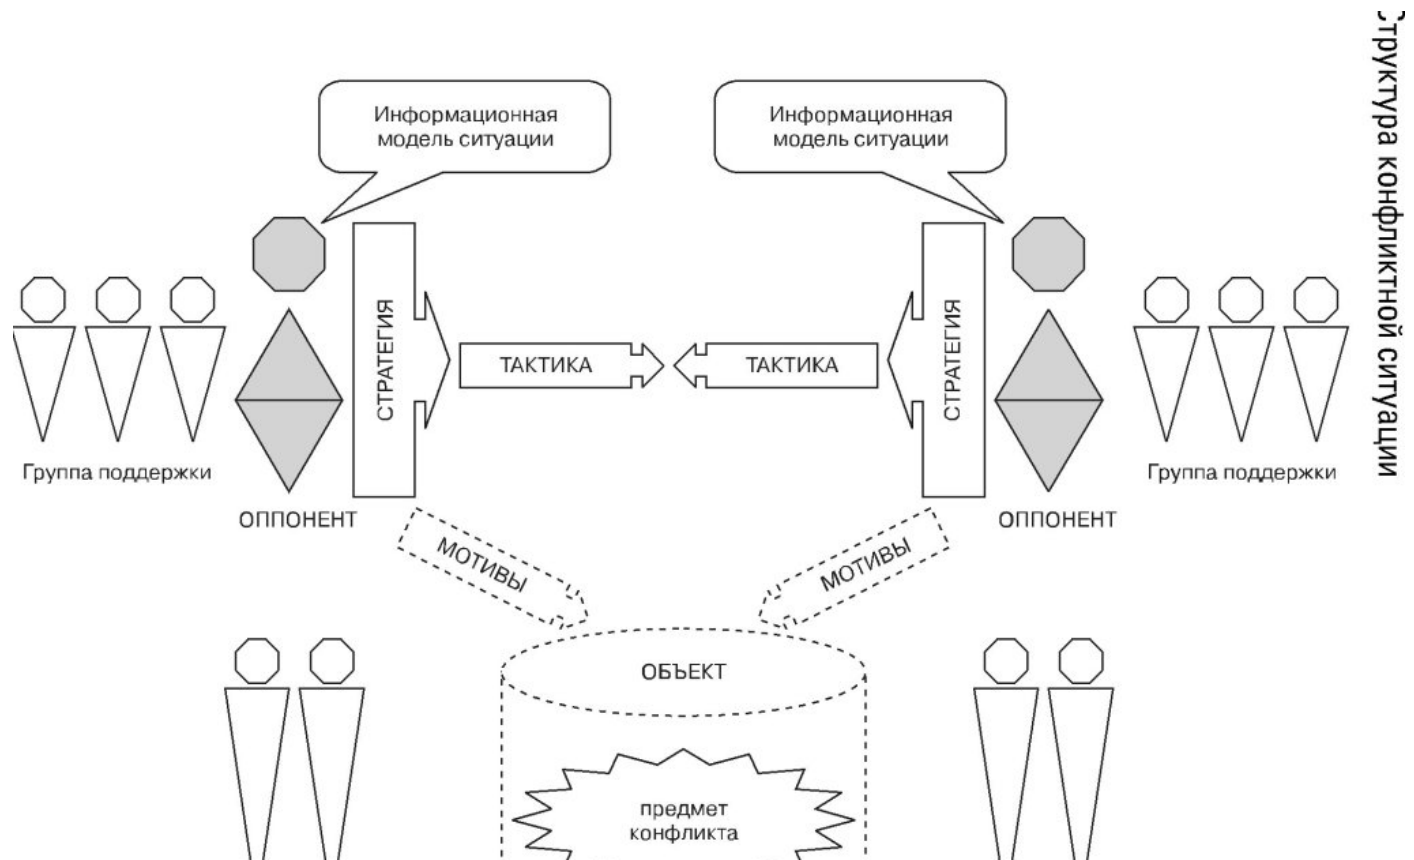 Структура конфликтной ситуации
Информационная
модель ситуации
Информационная
модель ситуации
СТРАТЕГИЯ
ТАКТИКА
ТАКТИКА
СТРАТЕГИЯ
Группа поддержки
Группа поддержки
ОППОНЕНТ
ОППОНЕНТ
МОТИВЫ
МОТИВЫ
ОБЪЕКТ
предмет
конфликта